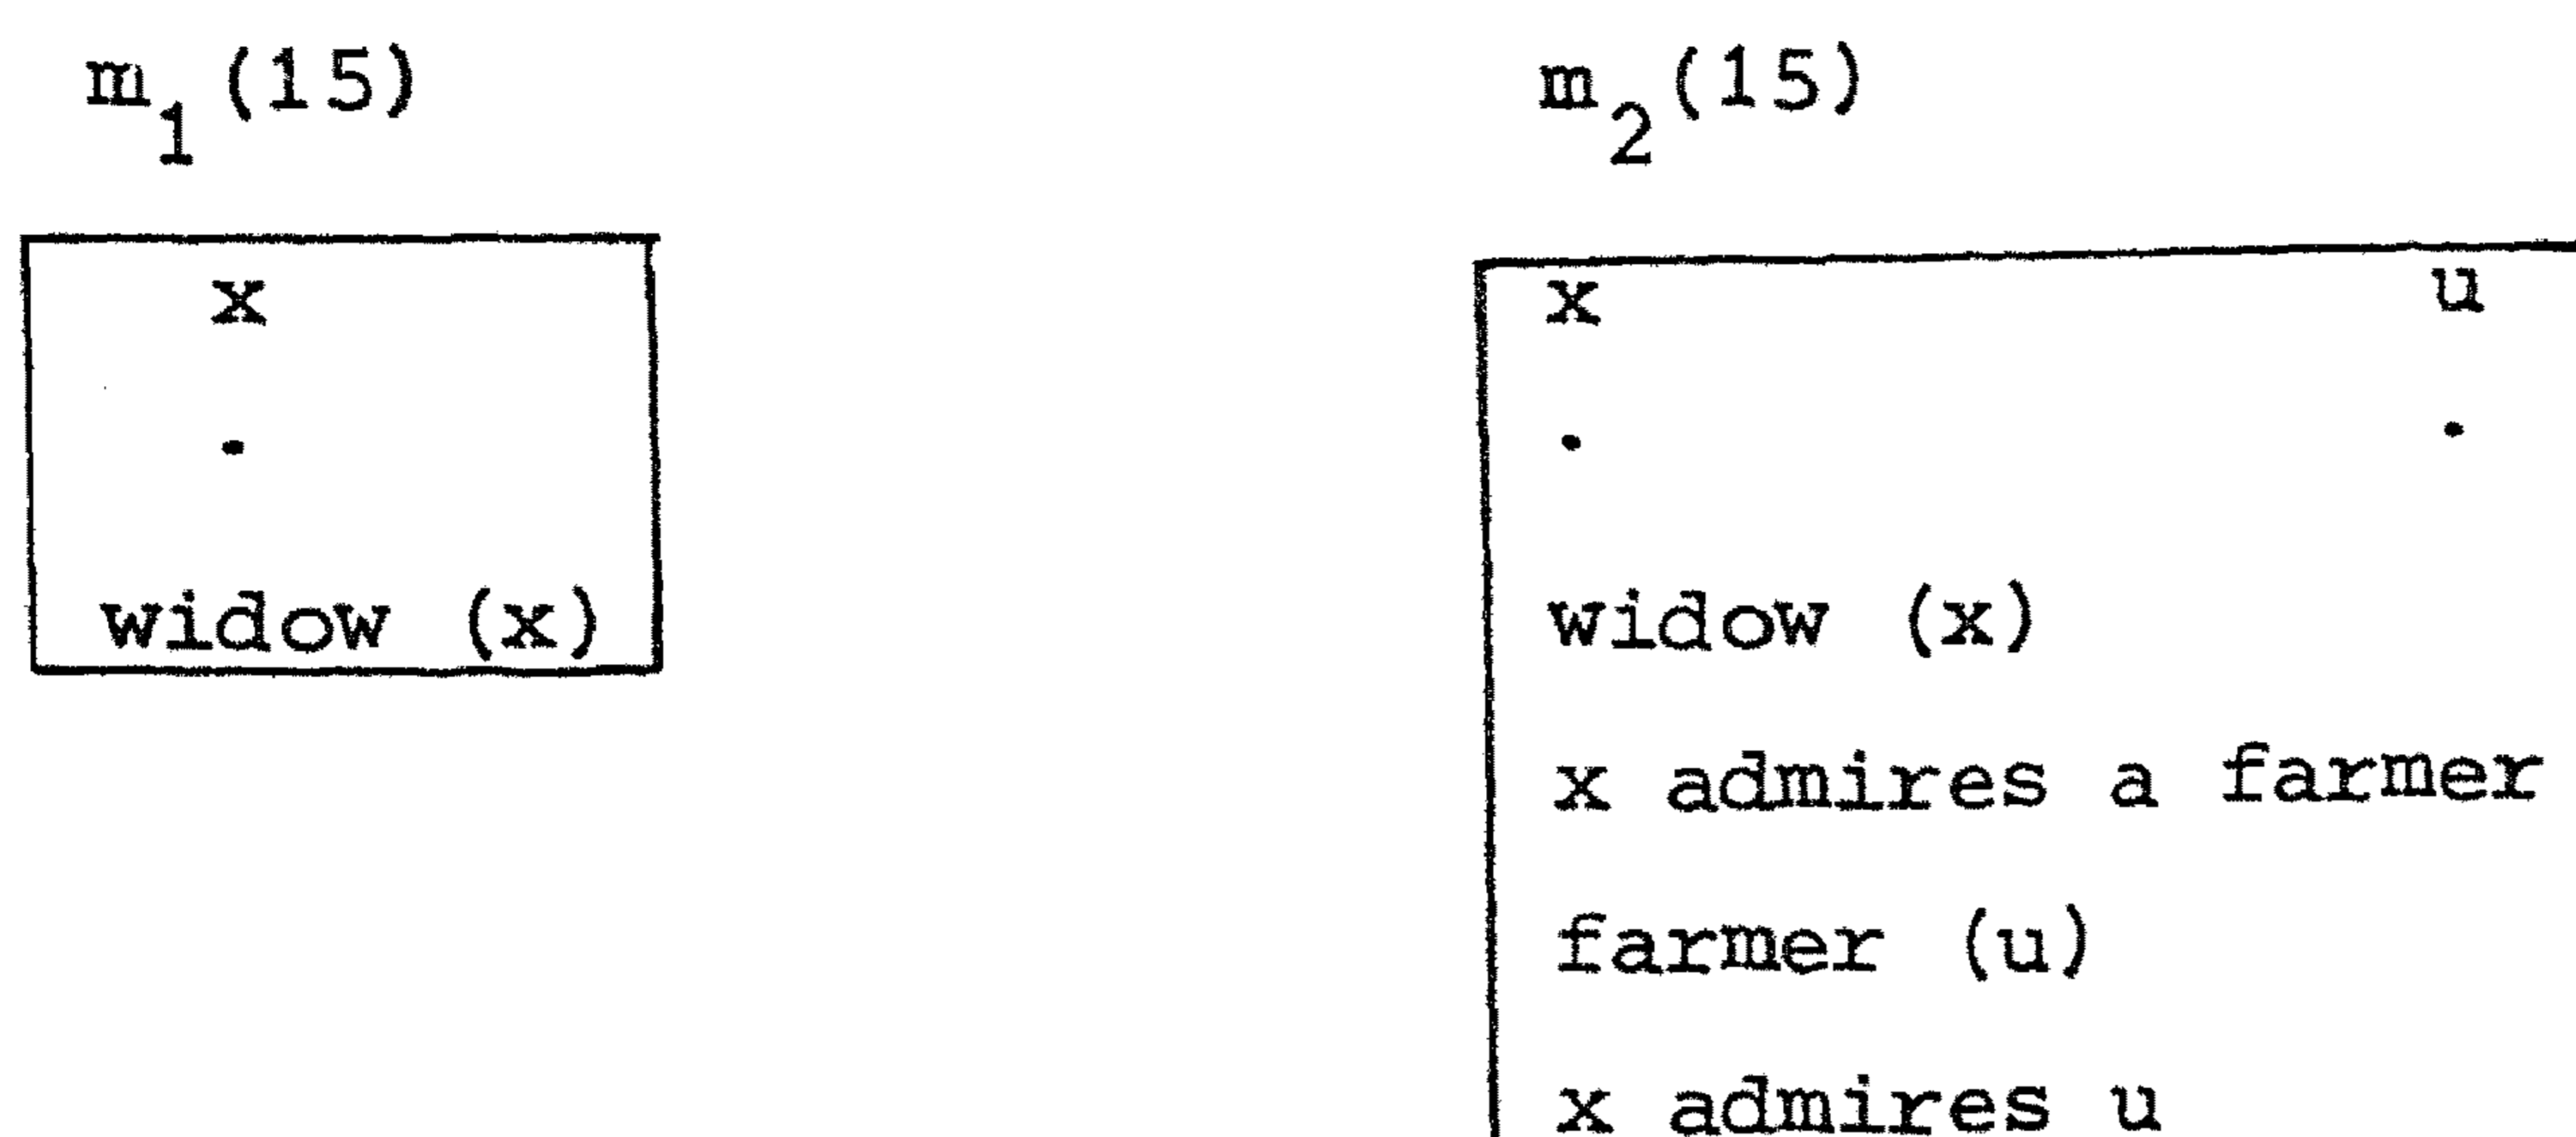 m1(15) m2(15)
x x u
. . .
widow (x) widow (x)
x admires a farmer
farmer (u)
x admires u